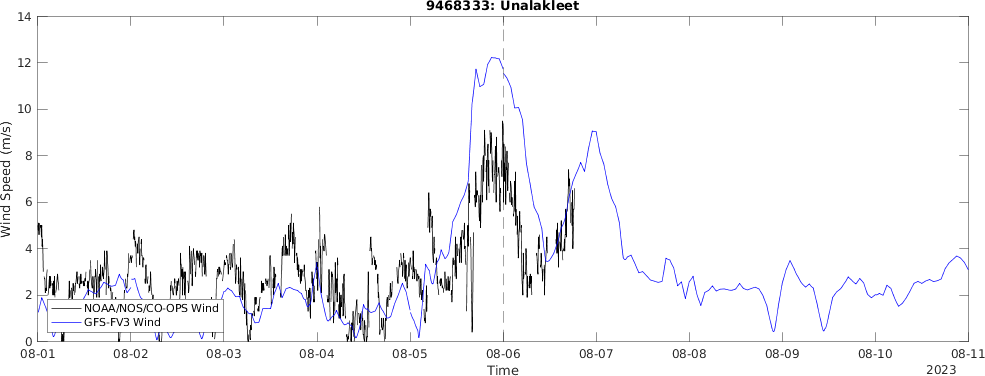 9468333: Unalakleet
Wind Speed (m/s)
14
12
10
8
6
4
2
0
NOAA/NOS/CO-OPS Wind
GFS-FV3 Wind
08-01 08-02 08-03 08-04 08-05 08-06 08-07 08-08 08-09 08-10 08-11
Time
2023